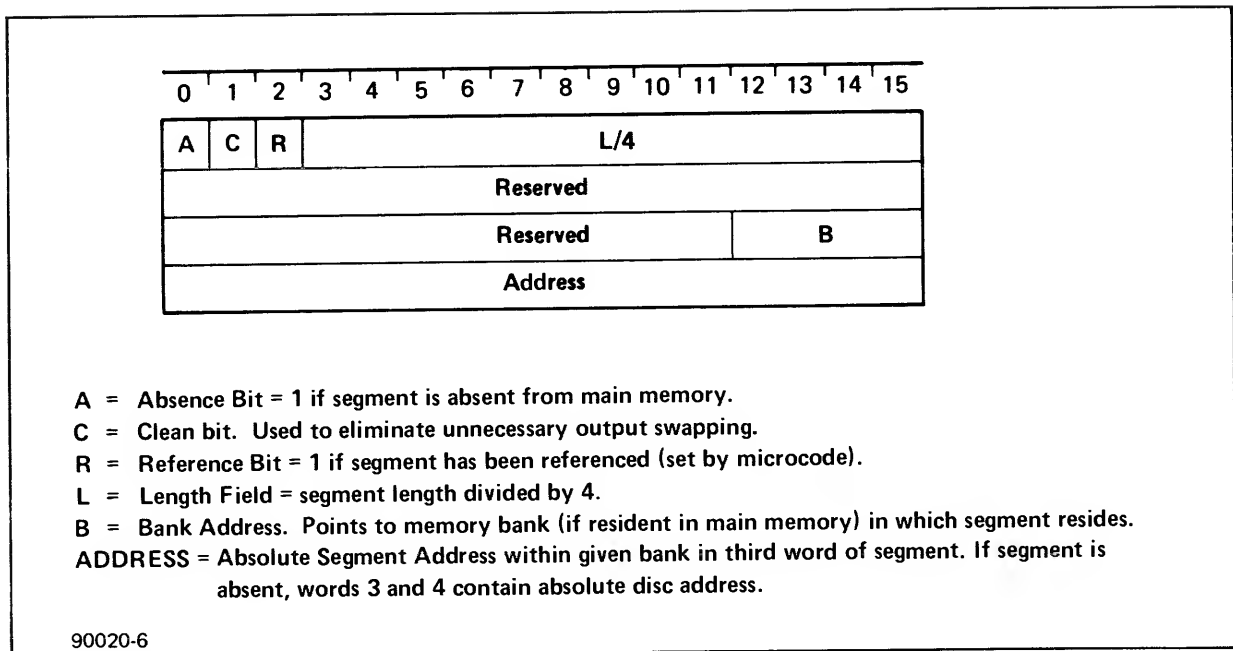 0 1 2 3 4 5 6 7 8 9 10 11 12 13 14 15
A C R L/4
Reserved
Reserved B
Address
A = Absence Bit = 1 if segment is absent from main memory.
C = Clean bit. Used to eliminate unnecessary output swapping.
R = Reference Bit = 1 if segment has been referenced (set by microcode).
L = Length Field = segment length divided by 4.
B = Bank Address. Points to memory bank (if resident in main memory) in which segment resides.
ADDRESS = Absolute Segment Address within given bank in third word of segment. If segment is
absent, words 3 and 4 contain absolute disc address.
90020-6